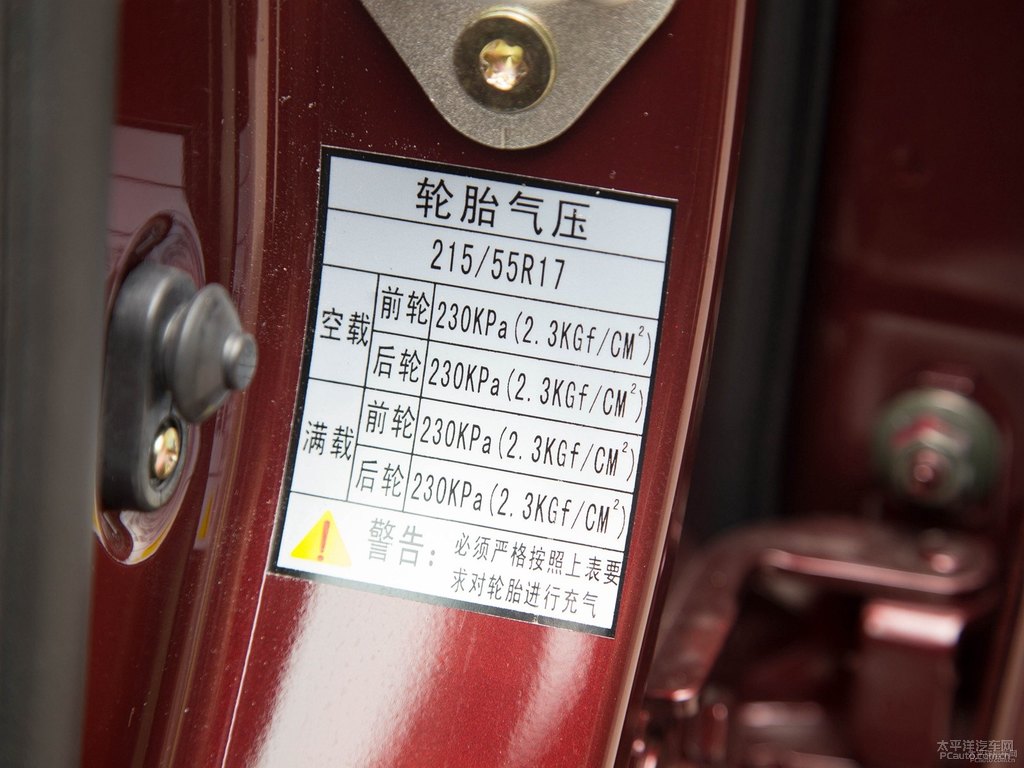 轮胎气压
215/55R17
空载 前轮 230KPa(2.3KGf/CM²)
后轮 230KPa(2.3KGf/CM²)
满载 前轮 230KPa(2.3KGf/CM²)
后轮 230KPa(2.3KGf/CM²)
警告: 必须严格按照上表要
求对轮胎进行充气
太平洋汽车网
PCauto.com.cn